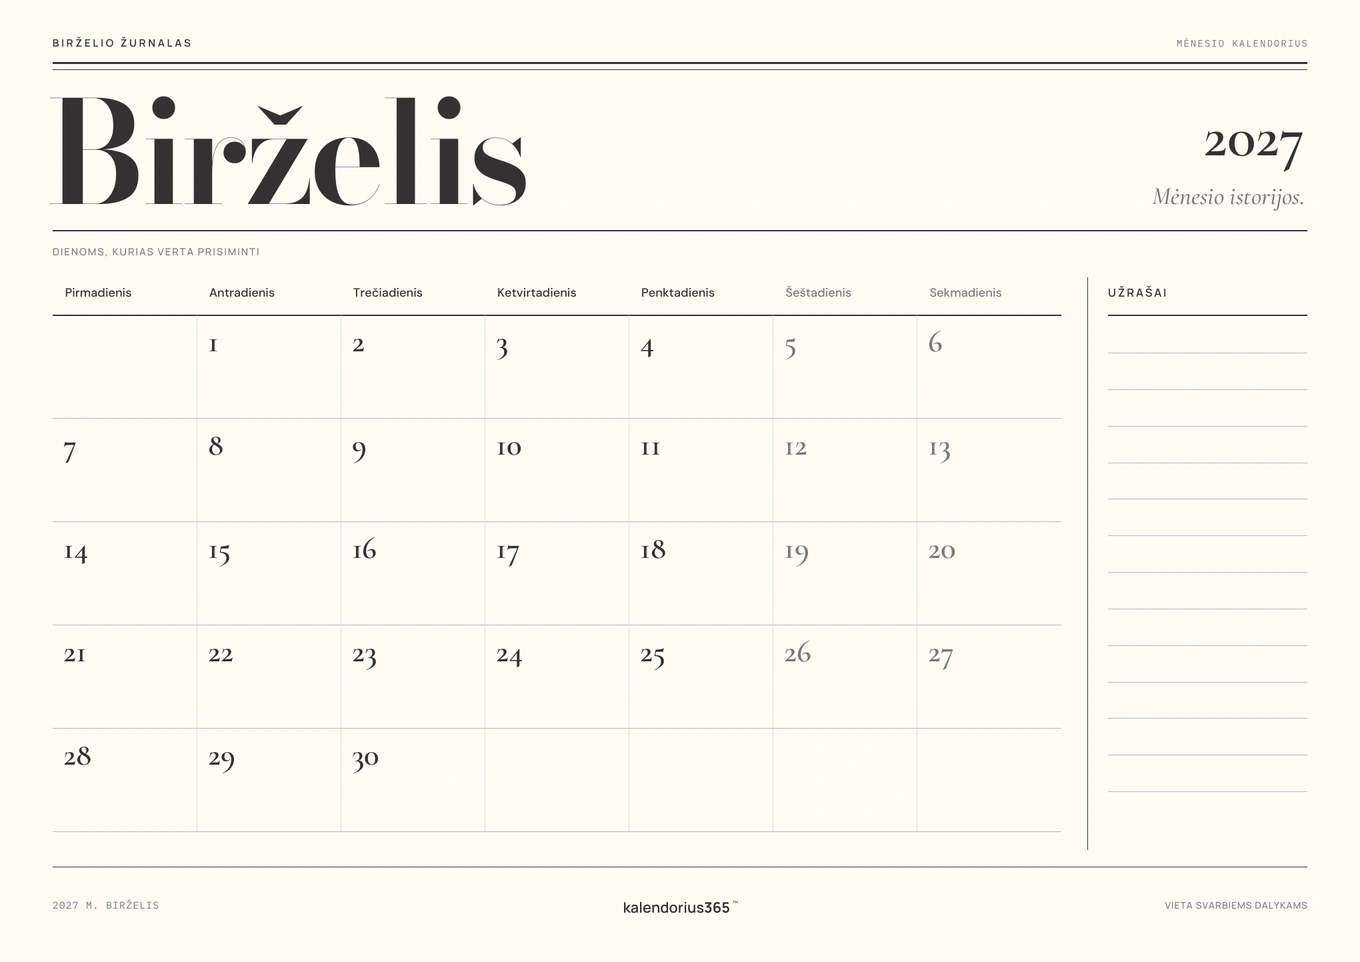 BIRŽELIO ŽURNALAS
MĖNESIO KALENDORIUS
Birželis
2027
Mėnesio istorijos.
DIENOMS, KURIAS VERTA PRISIMINTI
Pirmadienis Antradienis Trečiadienis Ketvirtadienis Penktadienis Šeštadienis Sekmadienis
UŽRAŠAI
1 2 3 4 5 6
7 8 9 10 11 12 13
14 15 16 17 18 19 20
21 22 23 24 25 26 27
28 29 30
2027 M. BIRŽELIS
kalendorius365™
VIETA SVARBIEMS DALYKAMS